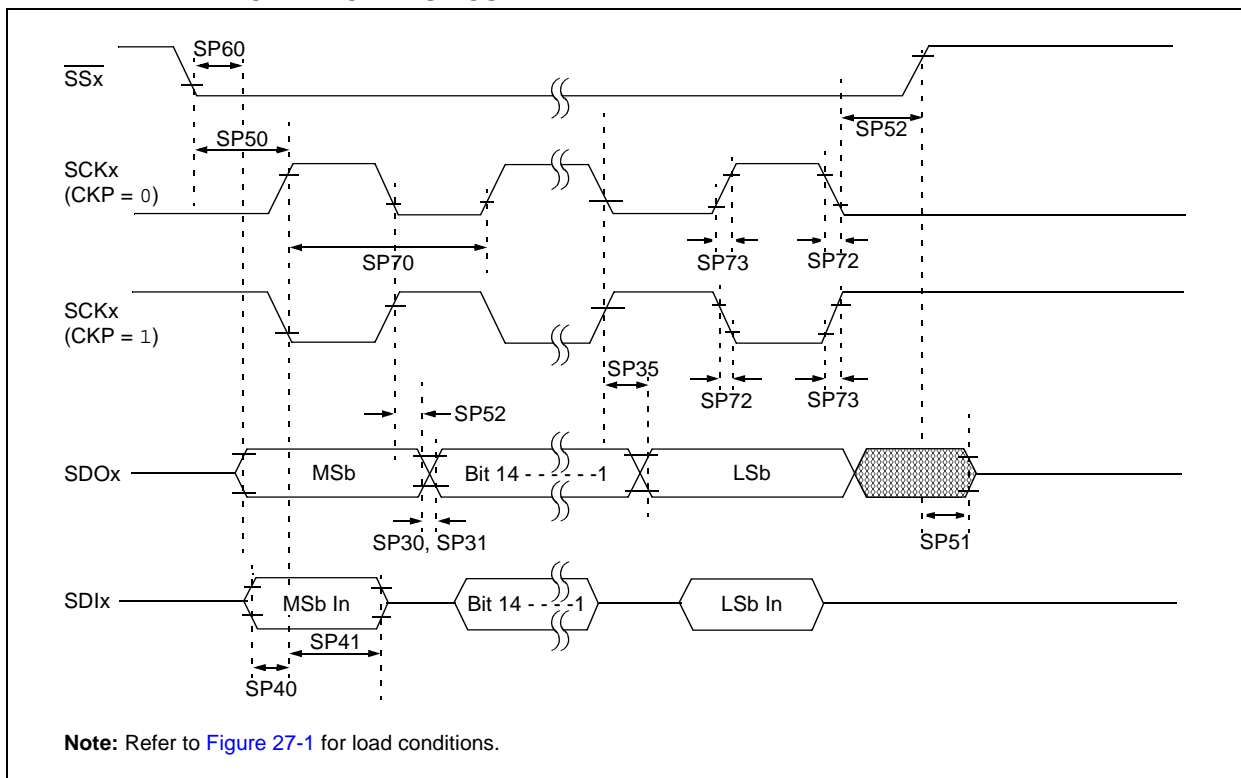 SP60
SSx
SP50
SP52
SCKx
(CKP = 0)
SP70
SP73
SP72
SCKx
(CKP = 1)
SP35
SP72
SP73
SP52
SDOx
MSb
Bit 14 - - - - - -1
LSb
SP30, SP31
SP51
SDIx
MSb In
Bit 14 - - - -1
LSb In
SP41
SP40
Note: Refer to Figure 27-1 for load conditions.